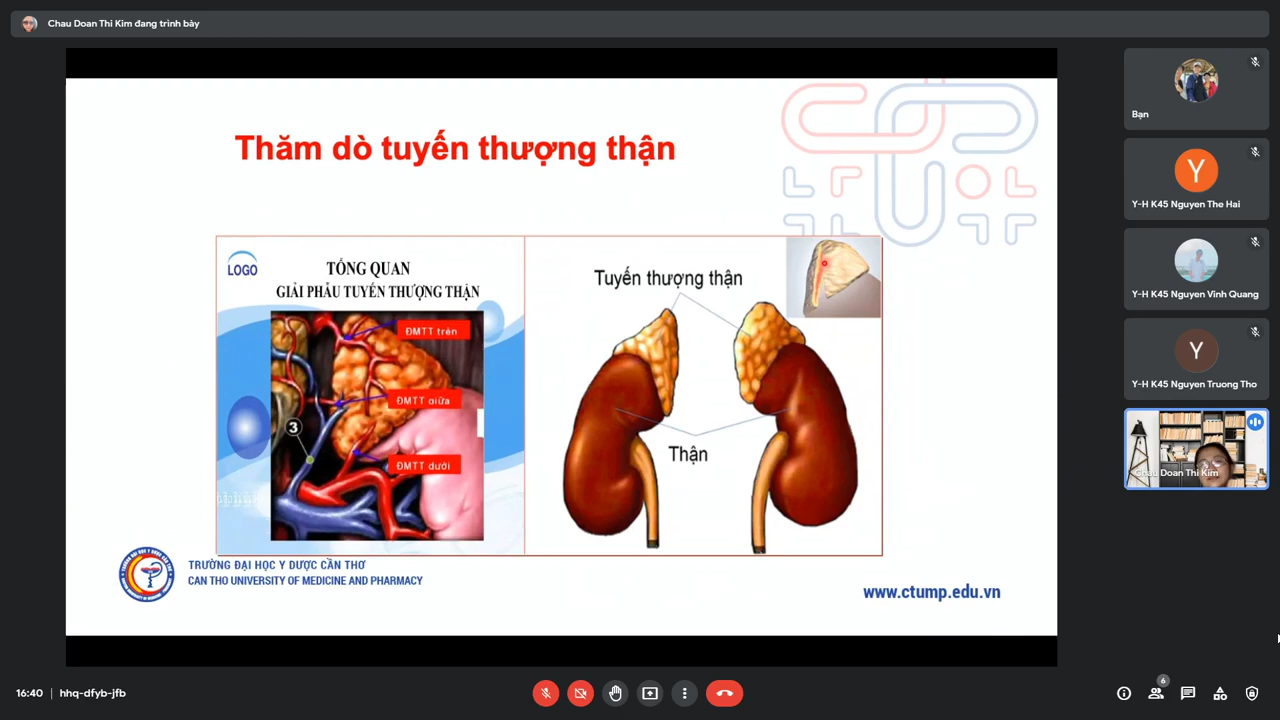 Chau Doan Thi Kim đang trình bày
Thăm dò tuyến thượng thận
LOGO
TỔNG QUAN
GIẢI PHẪU TUYẾN THƯỢNG THẬN
ĐMTT trên
ĐMTT giữa
3
ĐMTT dưới
Tuyến thượng thận
Thận
TRƯỜNG ĐẠI HỌC Y DƯỢC CẦN THƠ
CAN THO UNIVERSITY OF MEDICINE AND PHARMACY
www.ctump.edu.vn
Bạn
Y
Y-H K45 Nguyen The Hai
Y-H K45 Nguyen Vinh Quang
Y
Y-H K45 Nguyen Truong Tho
Chau Doan Thi Kim
16:40
hhq-dfyb-jfb
6